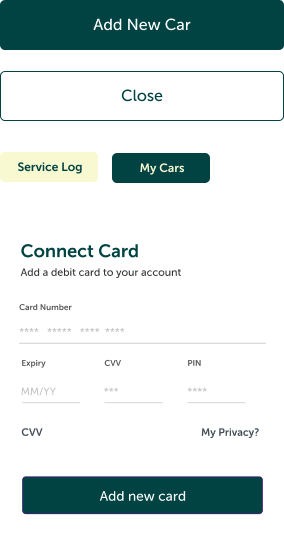 Add New Car
Close
Service Log
My Cars
Connect Card
Add a debit card to your account
Card Number
**** ***** **** ****
Expiry CVV PIN
MM/YY *** ****
CVV My Privacy?
Add new card